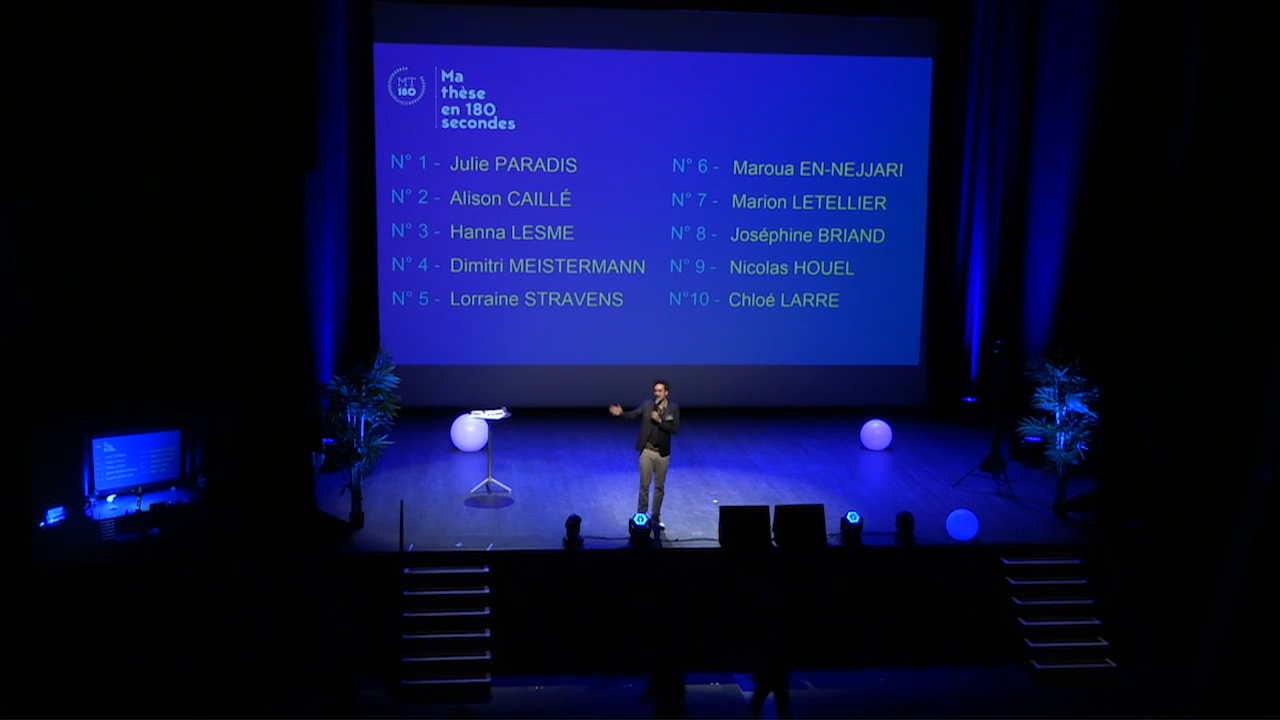 MT
180
Ma
thèse
en 180
secondes
N° 1 - Julie PARADIS
N° 2 - Alison CAILLÉ
N° 3 - Hanna LESME
N° 4 - Dimitri MEISTERMANN
N° 5 - Lorraine STRAVENS
N° 6 - Maroua EN-NEJJARI
N° 7 - Marion LETELLIER
N° 8 - Joséphine BRIAND
N° 9 - Nicolas HOUEL
N°10 - Chloé LARRE